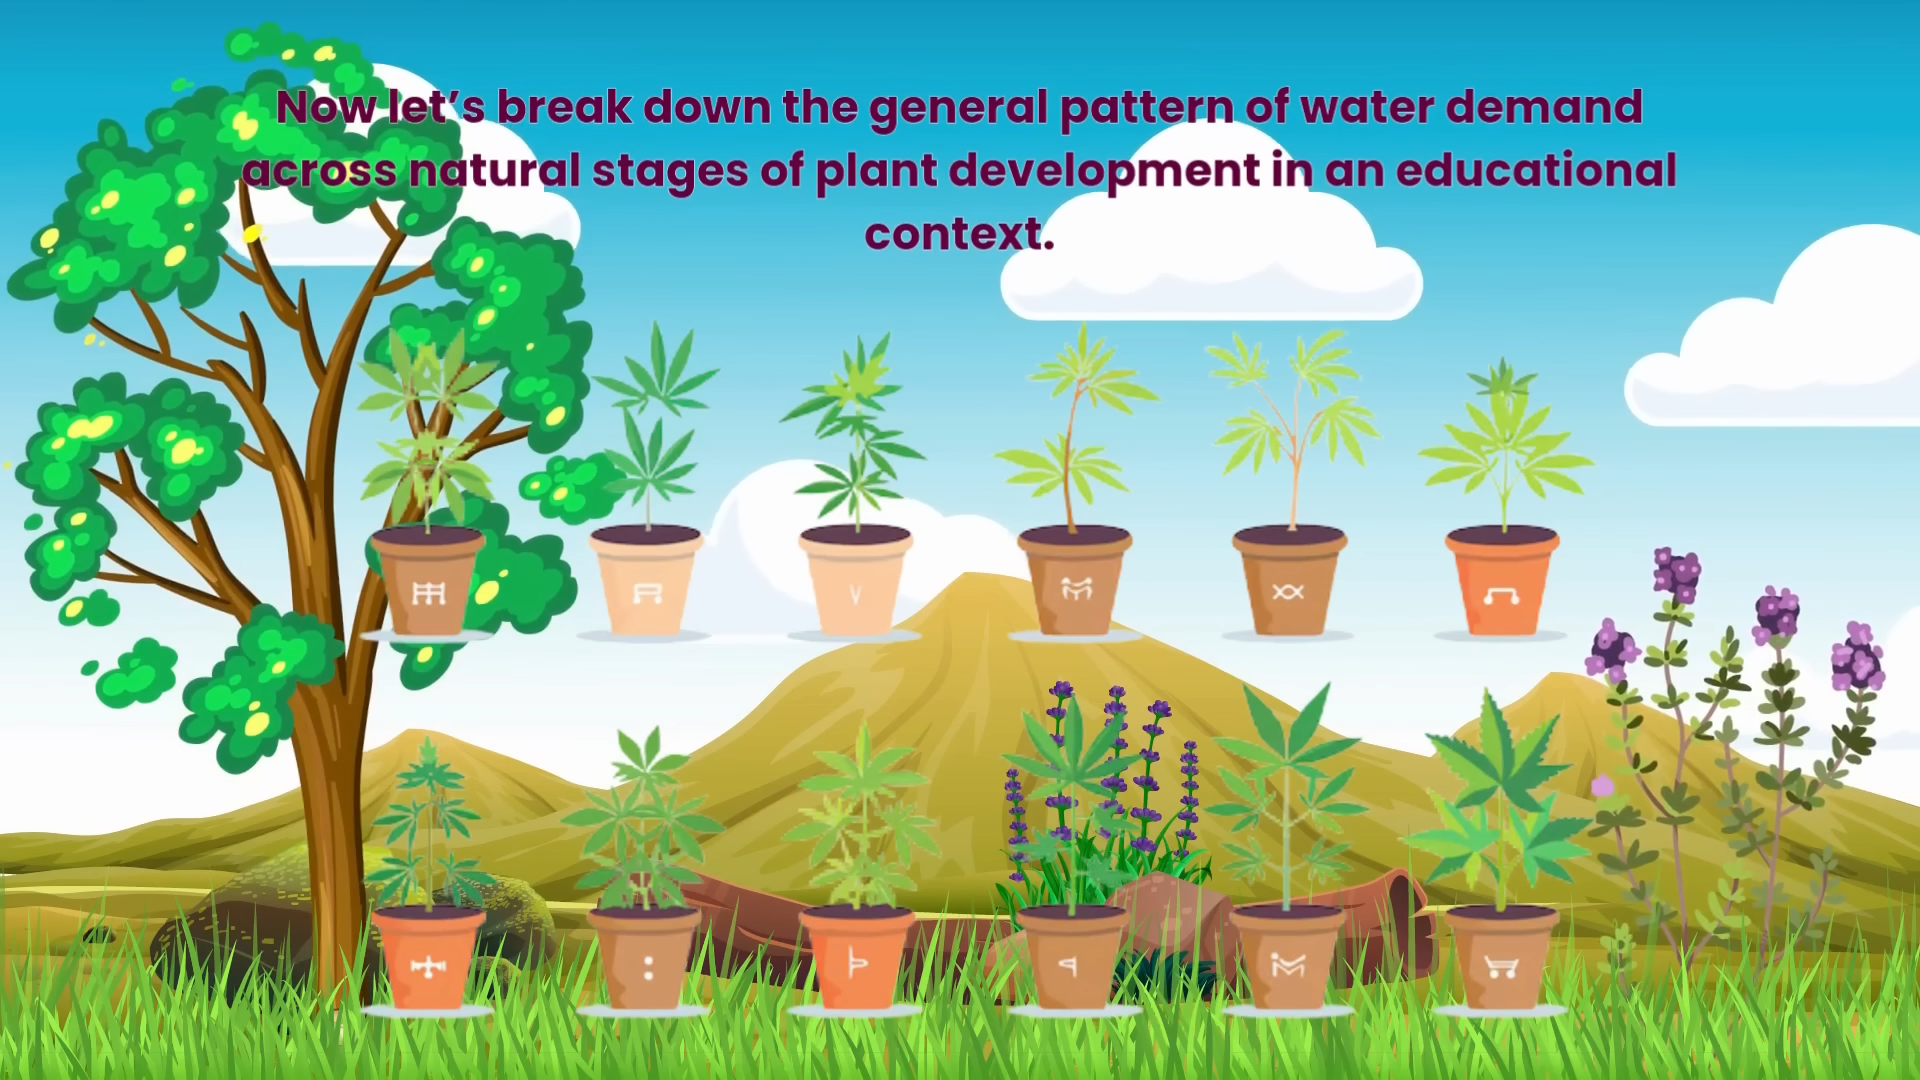 Now let’s break down the general pattern of water demand
across natural stages of plant development in an educational
context.